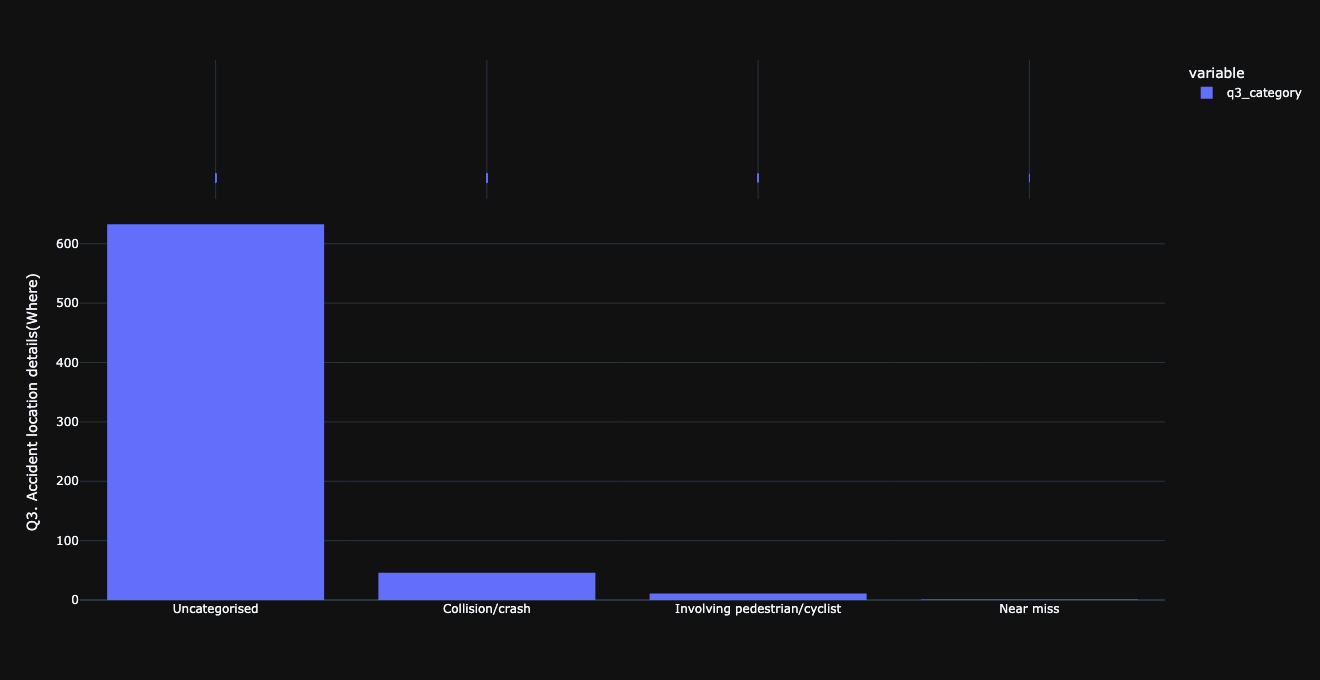 variable
q3_category
Q3. Accident location details(Where)
600
500
400
300
200
100
0
Uncategorised
Collision/crash
Involving pedestrian/cyclist
Near miss